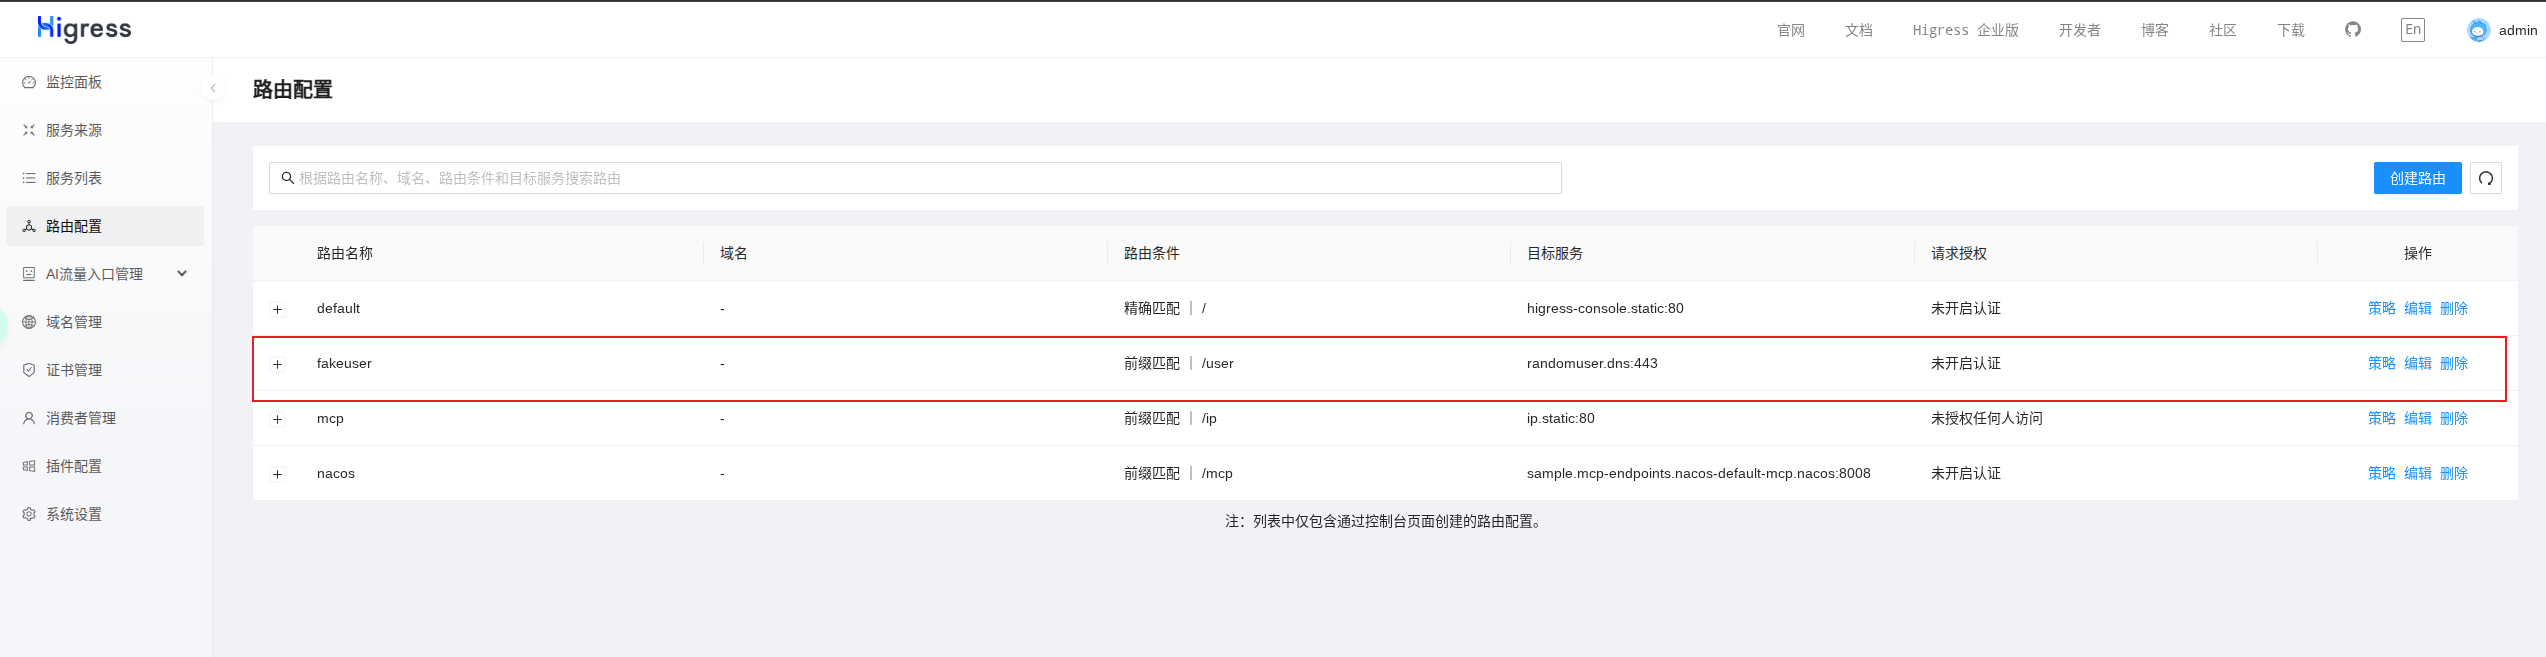 Higress 官网 文档 Higress 企业版 开发者 博客 社区 下载 En admin
监控面板
服务来源
服务列表
路由配置
AI流量入口管理
域名管理
证书管理
消费者管理
插件配置
系统设置
路由配置
根据路由名称、域名、路由条件和目标服务搜索路由 创建路由
路由名称 域名 路由条件 目标服务 请求授权 操作
default - 精确匹配 | / higress-console.static:80 未开启认证 策略 编辑 删除
fakeuser - 前缀匹配 | /user randomuser.dns:443 未开启认证 策略 编辑 删除
mcp - 前缀匹配 | /ip ip.static:80 未授权任何人访问 策略 编辑 删除
nacos - 前缀匹配 | /mcp sample.mcp-endpoints.nacos-default-mcp.nacos:8008 未开启认证 策略 编辑 删除
注：列表中仅包含通过控制台页面创建的路由配置。